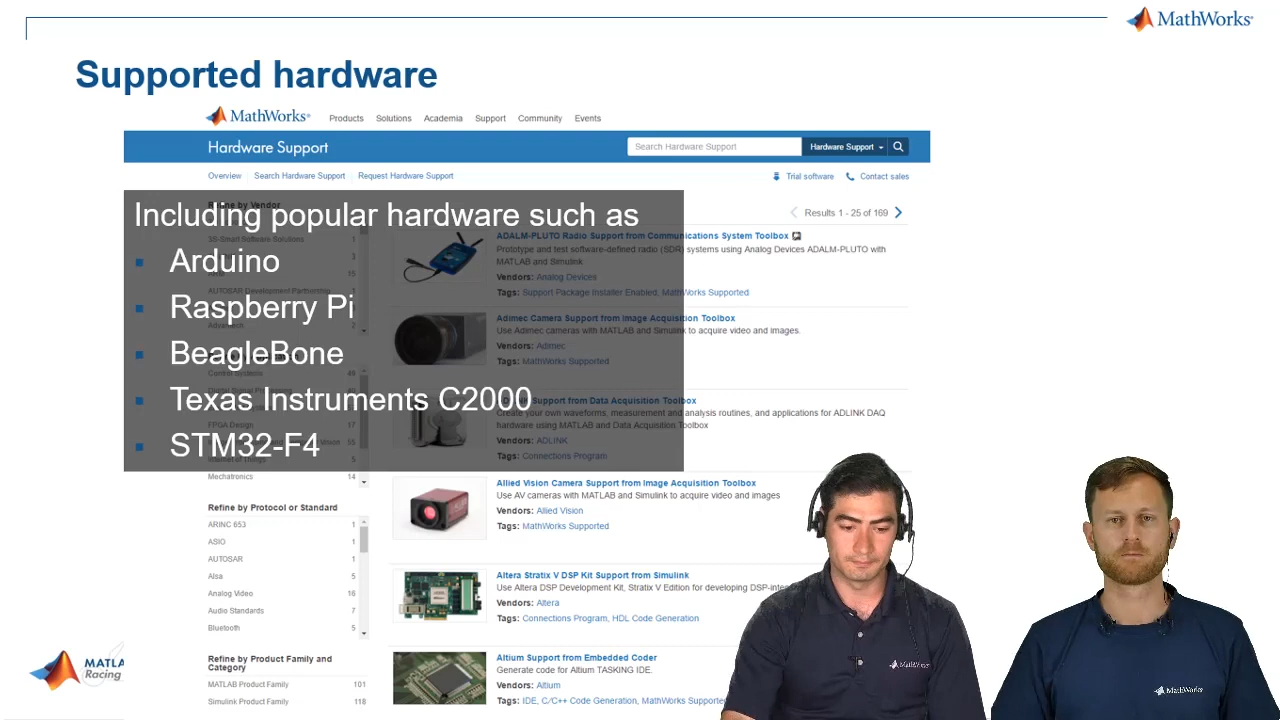 MathWorks®
Supported hardware
MathWorks®
Products Solutions Academia Support Community Events
Hardware Support
Search Hardware Support
Hardware Support
Overview Search Hardware Support Request Hardware Support
Trial software Contact sales
Including popular hardware such as
Arduino
Raspberry Pi
BeagleBone
Texas Instruments C2000
STM32-F4
Refine by Vendor
Results 1 - 25 of 169
ADALM-PLUTO Radio Support from Communications System Toolbox
Prototype and test software-defined radio (SDR) systems using Analog Devices ADALM-PLUTO with
MATLAB and Simulink.
Vendors: Analog Devices
Tags: Support Package Installer Enabled, MathWorks Supported
Adimec Camera Support from Image Acquisition Toolbox
Use Adimec cameras with MATLAB and Simulink to acquire video and images.
Vendors: Adimec
Tags: MathWorks Supported
Support from Data Acquisition Toolbox
Create your own waveforms, measurement and analysis routines, and applications for ADLINK DAQ
hardware using MATLAB and Data Acquisition Toolbox
Vendors: ADLINK
Tags: Connections Program
Mechatronics 14
Allied Vision Camera Support from Image Acquisition Toolbox
Use AV cameras with MATLAB and Simulink to acquire video and images
Vendors: Allied Vision
Tags: MathWorks Supported
Refine by Protocol or Standard
ARINC 653 1
ASIO 1
AUTOSAR 1
Alsa 5
Analog Video 18
Audio Standards 7
Bluetooth 5
Altera Stratix V DSP Kit Support from Simulink
Use Altera DSP Development Kit, Stratix V Edition for developing DSP-inte
Vendors: Altera
Tags: Connections Program, HDL Code Generation
Refine by Product Family and
Category
MATLAB Product Family 101
Simulink Product Family 118
Altium Support from Embedded Coder
Generate code for Altium TASKING IDE.
Vendors: Altium
Tags: IDE, C/C++ Code Generation, MathWorks Supported
MATLA
Racing
MathWorks
MathWorks